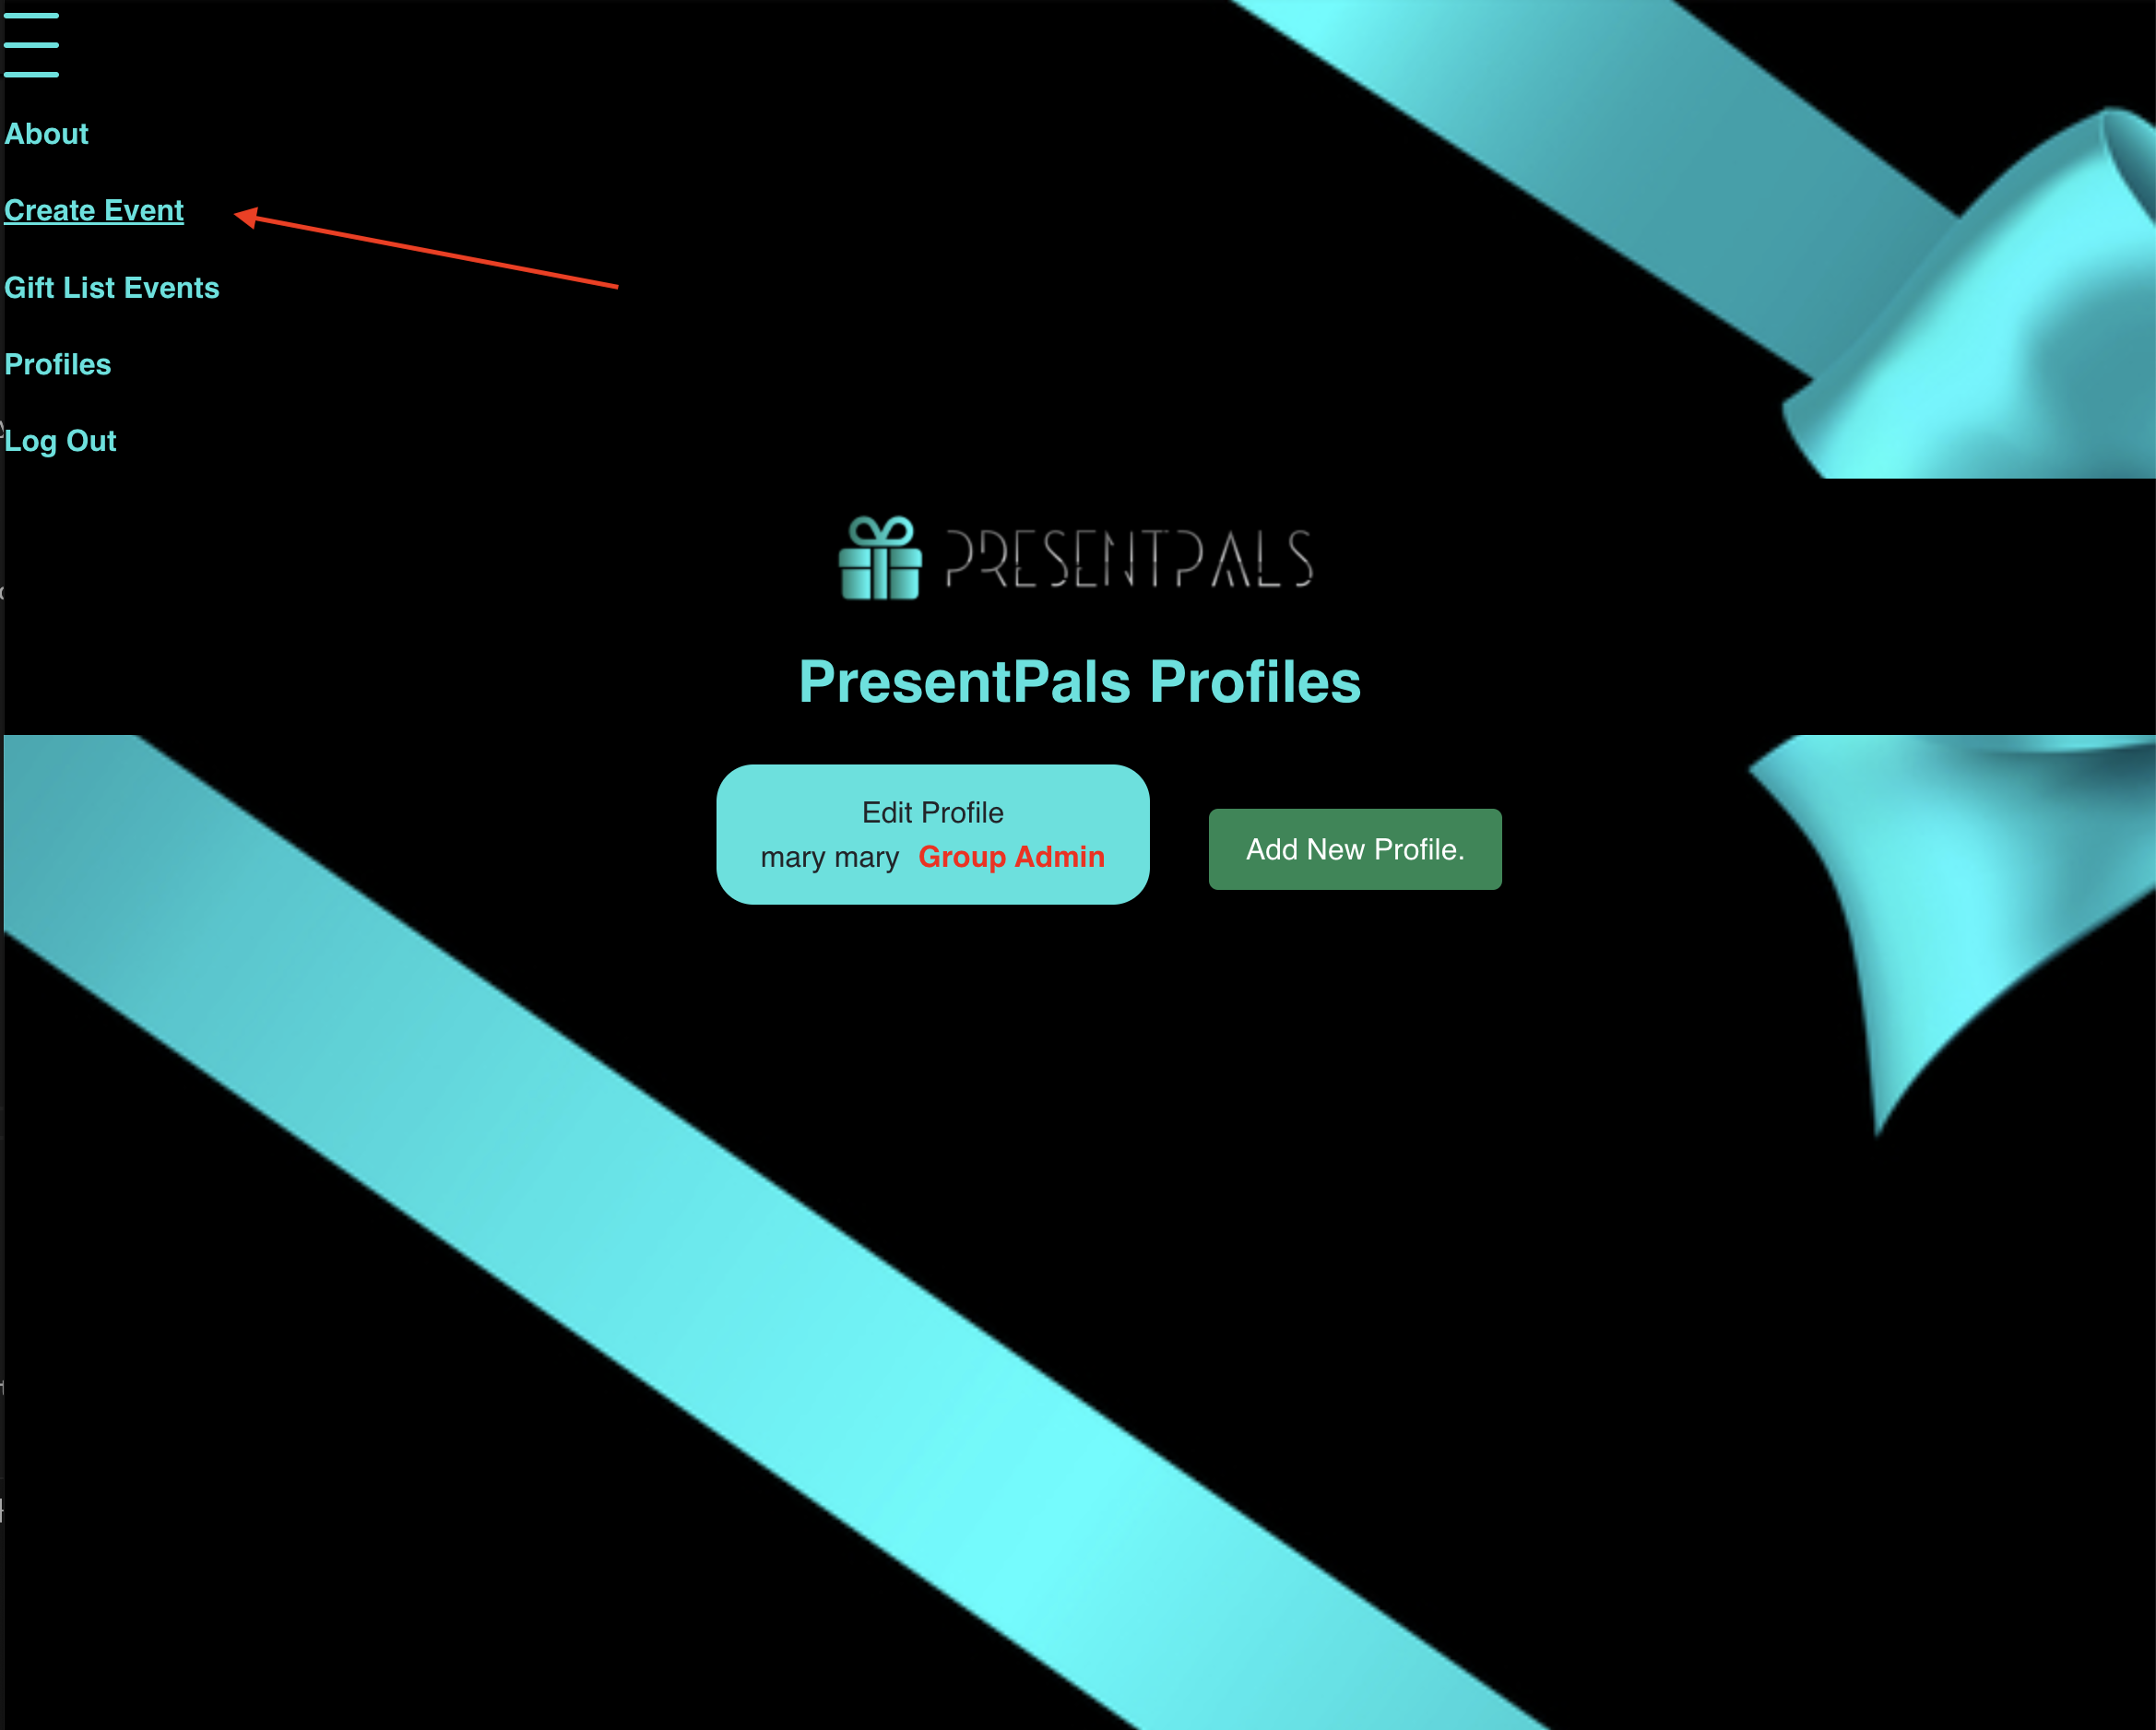 About
Create Event
Gift List Events
Profiles
Log Out
PRESENTPALS
PresentPals Profiles
Edit Profile
mary mary Group Admin
Add New Profile.